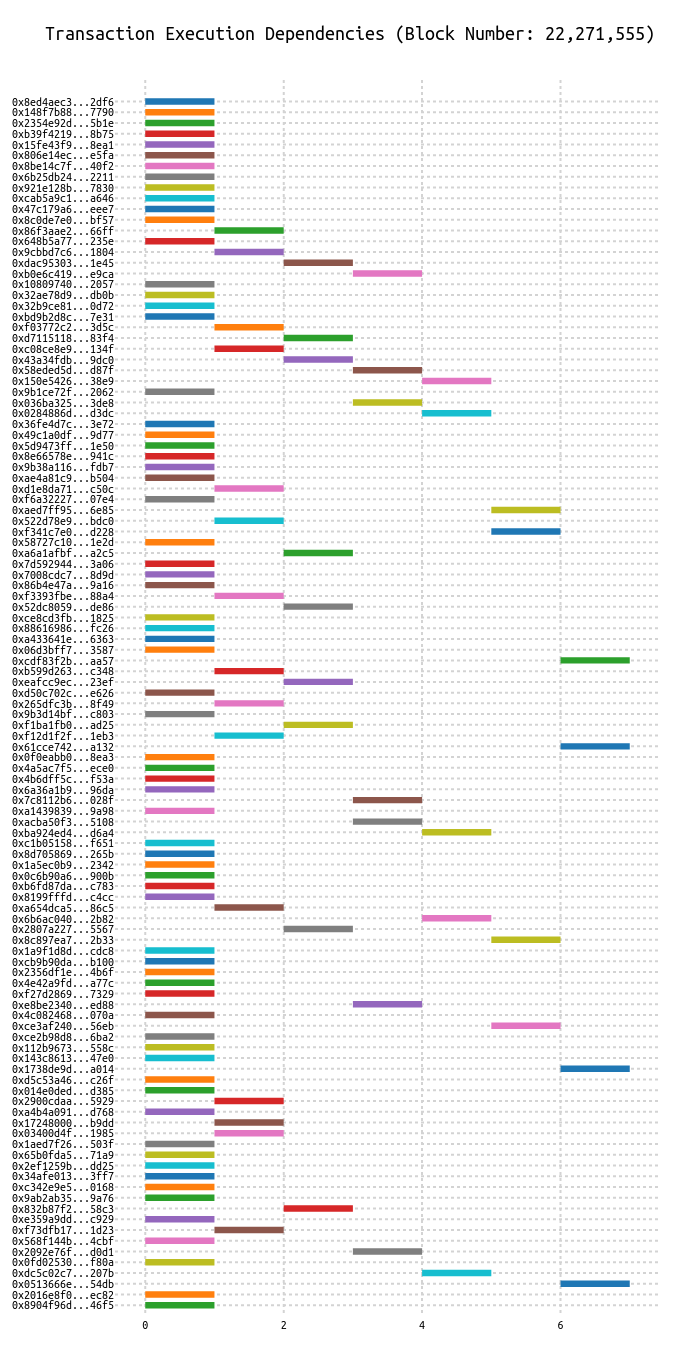 Transaction Execution Dependencies (Block Number: 22,271,555)
0x8ed4aec3...2df6
0x148f7b88...7790
0x2354e92d...5b1e
0xb39f4219...8b75
0x15fe43f9...8ea1
0x806e14ec...e5fa
0x8be14c7f...40f2
0x6b25db24...2211
0x921e128b...7830
0xcab5a9c1...a646
0x47c179a6...eee7
0x8c0de7e0...bf57
0x86f3aae2...66ff
0x648b5a77...235e
0x9cbbd7c6...1804
0xdac95303...1e45
0xb0e6c419...e9ca
0x10809740...2057
0x32ae78d9...db0b
0x32b9ce81...0d72
0xbd9b2d8c...7e31
0xf03772c2...3d5c
0xd7115118...83f4
0xc08ce8e9...134f
0x43a34fdb...9dc0
0x58eded5d...d87f
0x150e5426...38e9
0x9b1ce72f...2062
0x036ba325...3de8
0x0284886d...d3dc
0x36fe4d7c...3e72
0x49c1a0df...9d77
0x5d9473ff...1e50
0x8e66578e...941c
0x9b38a116...fdb7
0xae4a81c9...b504
0xd1e8da71...c50c
0xf6a32227...07e4
0xaed7ff95...6e85
0x522d78e9...bdc0
0xf341c7e0...d228
0x58727c10...1e2d
0xa6a1afbf...a2c5
0x7d592944...3a06
0x7008cdc7...8d9d
0x86b4e47a...9a16
0xf3393fbe...88a4
0x52dc8059...de86
0xce8cd3fb...1825
0x88616986...fc26
0xa433641e...6363
0x06d3bff7...3587
0xcdf83f2b...aa57
0xb599d263...c348
0xeafcc9ec...23ef
0xd50c702c...e626
0x265dfc3b...8f49
0x9b3d14bf...c803
0xf1ba1fb0...ad25
0xf12d1f2f...1eb3
0x61cce742...a132
0x0f0eabb0...8ea3
0x4a5ac7f5...ece0
0x4b6dff5c...f53a
0x6a36a1b9...96da
0x7c8112b6...028f
0xa1439839...9a98
0xacba50f3...5108
0xba924ed4...d6a4
0xc1b05158...f651
0x8d705869...265b
0x1a5ec0b9...2342
0x0c6b90a6...900b
0xb6fd87da...c783
0x8199fffd...c4cc
0xa654dca5...86c5
0x6b6ac040...2b82
0x2807a227...5567
0x8c897ea7...2b33
0x1a9f1d8d...cdc8
0xcb9b90da...b100
0x2356df1e...4b6f
0x4e42a9fd...a77c
0xf27d2869...7329
0xe8be2340...ed88
0x4c082468...070a
0xce3af240...56eb
0xce2b98d8...6ba2
0x112b9673...558c
0x143c8613...47e0
0x1738de9d...a014
0xd5c53a46...c26f
0x014e0ded...d385
0x2900cdaa...5929
0xa4b4a091...d768
0x17248000...b9dd
0x03400d4f...1985
0x1aed7f26...503f
0x65b0fda5...71a9
0x2ef1259b...dd25
0x34afe013...3ff7
0xc342e9e5...0168
0x9ab2ab35...9a76
0x832b87f2...58c3
0xe359a9dd...c929
0xf73dfb17...1d23
0x568f144b...4cbf
0x2092e76f...d0d1
0x0fd02530...f80a
0xdc5c02c7...207b
0x0513666e...54db
0x2016e8f0...ec82
0x8904f96d...46f5
0 2 4 6